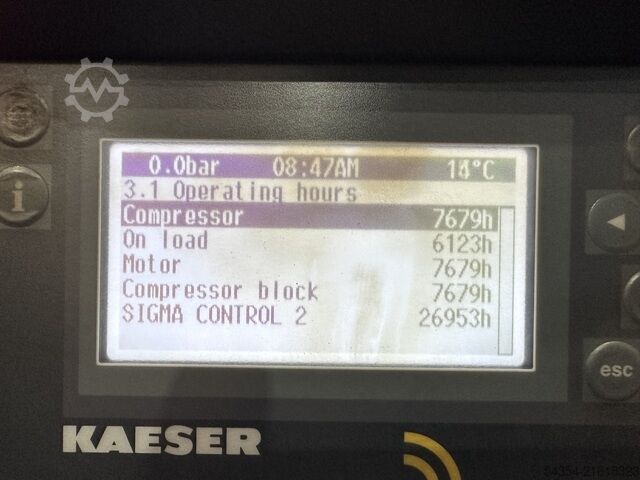 0.0bar 08:47AM 14°C
3.1 Operating hours
Compressor 7679h
On load 6123h
Motor 7679h
Compressor block 7679h
SIGMA CONTROL 2 26953h
esc
KAESER